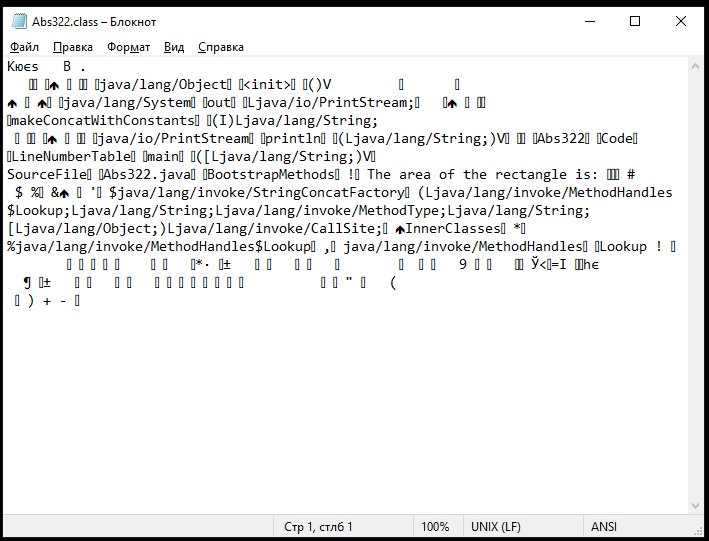 Abs322.class – Блокнот
Файл Правка Формат Вид Справка
Кюєs В .
java/lang/Object <init> ()V
java/lang/System out Ljava/io/PrintStream;
makeConcatWithConstants (I)Ljava/lang/String;
java/io/PrintStream println (Ljava/lang/String;)V Abs322 Code
LineNumberTable main ([Ljava/lang/String;)V
SourceFile Abs322.java BootstrapMethods ! The area of the rectangle is: #
$ % & ' $java/lang/invoke/StringConcatFactory (Ljava/lang/invoke/MethodHandles
$Lookup;Ljava/lang/String;Ljava/lang/invoke/MethodType;Ljava/lang/String;
[Ljava/lang/Object;)Ljava/lang/invoke/CallSite; InnerClasses *
%java/lang/invoke/MethodHandles$Lookup , java/lang/invoke/MethodHandles Lookup !
*· ± 9 Ў<=I hє
¶ ± " (
) + -
Стр 1, стлб 1 100% UNIX (LF) ANSI